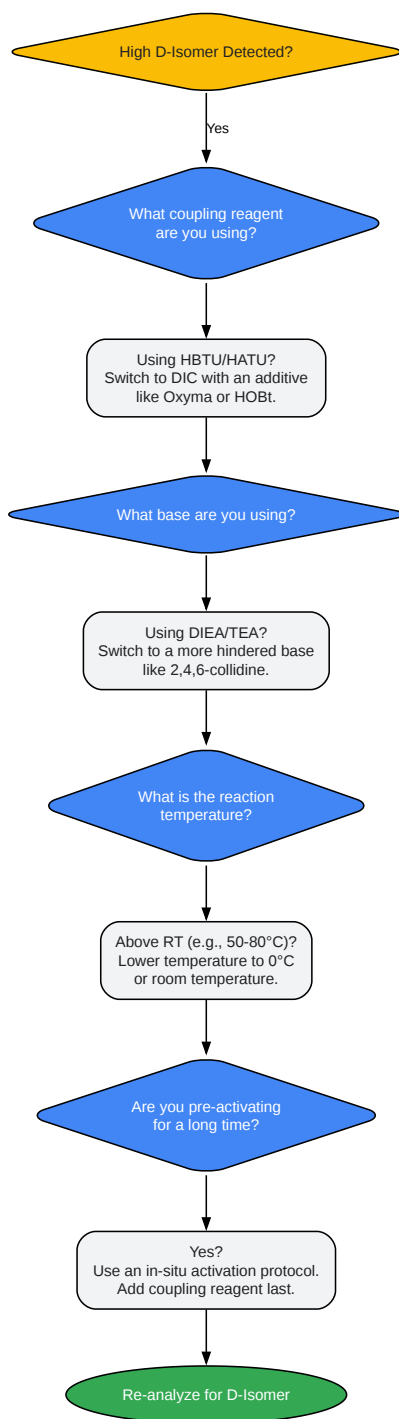 High D-Isomer Detected?
Yes
What coupling reagent
are you using?
Using HBTU/HATU?
Switch to DIC with an additive
like Oxyma or HOBt.
What base are you using?
Using DIEA/TEA?
Switch to a more hindered base
like 2,4,6-collidine.
What is the reaction
temperature?
Above RT (e.g., 50-80°C)?
Lower temperature to 0°C
or room temperature.
Are you pre-activating
for a long time?
Yes?
Use an in-situ activation protocol.
Add coupling reagent last.
Re-analyze for D-Isomer